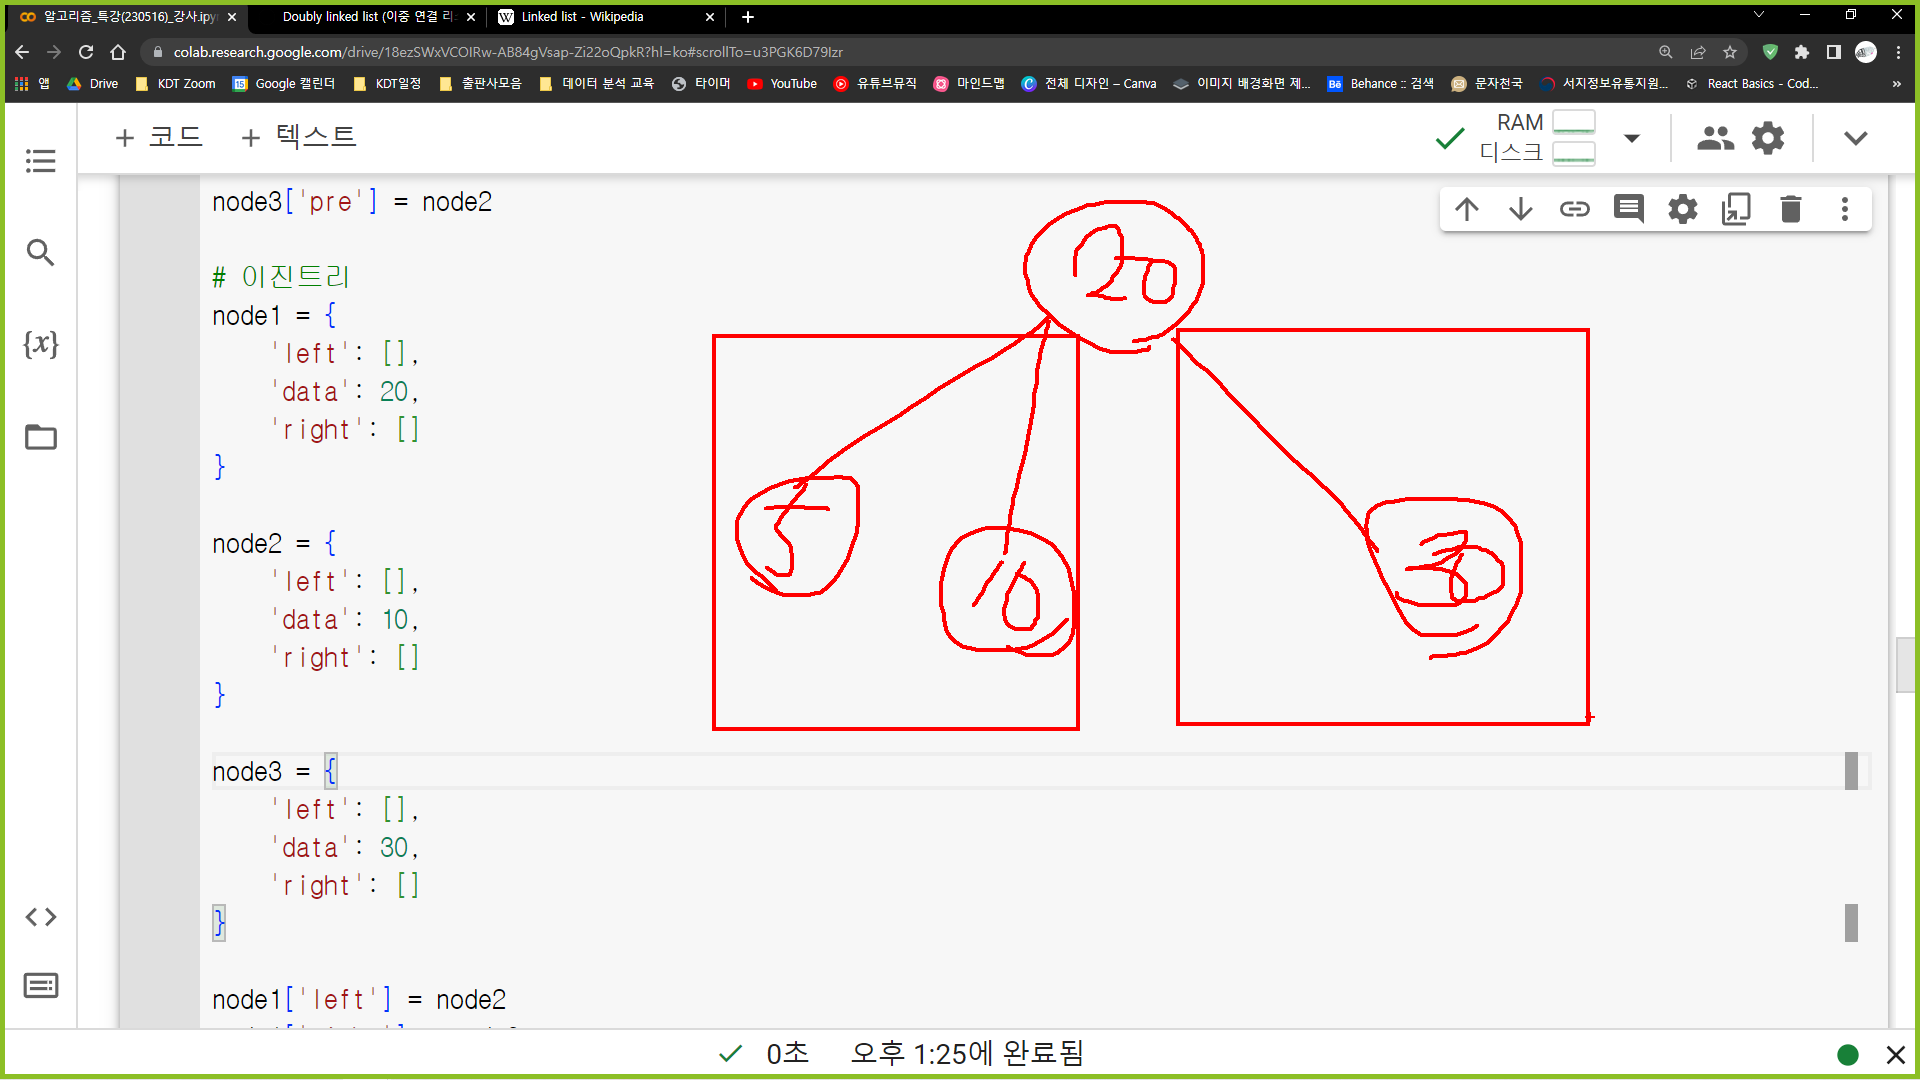 알고리즘_특강(230516)_강사.ipy
Doubly linked list (이중 연결 리
Linked list - Wikipedia
colab.research.google.com/drive/18ezSWxVCOIRw-AB84gVsap-Zi22oQpkR?hl=ko#scrollTo=u3PGK6D79Izr
앱 Drive KDT Zoom Google 캘린더 KDT일정 출판사모음 데이터 분석 교육 타이머 YouTube 유튜브뮤직 마인드맵 전체 디자인 – Canva 이미지 배경화면 제... Behance :: 검색 문자천국 서지정보유통지원... React Basics - Cod... »
+ 코드 + 텍스트
RAM
디스크
{x}
node3['pre'] = node2
# 이진트리
node1 = {
'left': [],
'data': 20,
'right': []
}
node2 = {
'left': [],
'data': 10,
'right': []
}
node3 = {
'left': [],
'data': 30,
'right': []
}
node1['left'] = node2
20
5
10
30
0초 오후 1:25에 완료됨